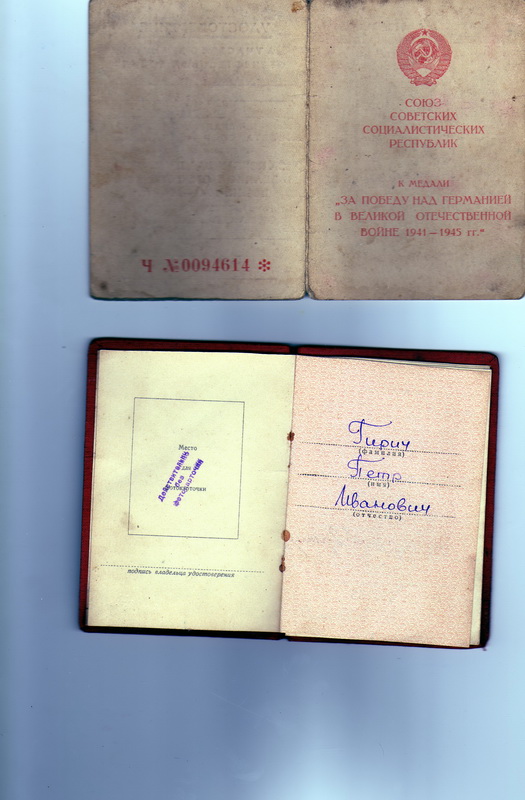 СОЮЗ
СОВЕТСКИХ
СОЦИАЛИСТИЧЕСКИХ
РЕСПУБЛИК
К МЕДАЛИ
„ЗА ПОБЕДУ НАД ГЕРМАНИЕЙ
В ВЕЛИКОЙ ОТЕЧЕСТВЕННОЙ
ВОЙНЕ 1941—1945 гг.“
Ч №0094614 *
Место
для
фотокарточки
Действительно
без
фотокарточки
подпись владельца удостоверения
Гирич
(фамилия)
Петр
(имя)
Иванович
(отчество)